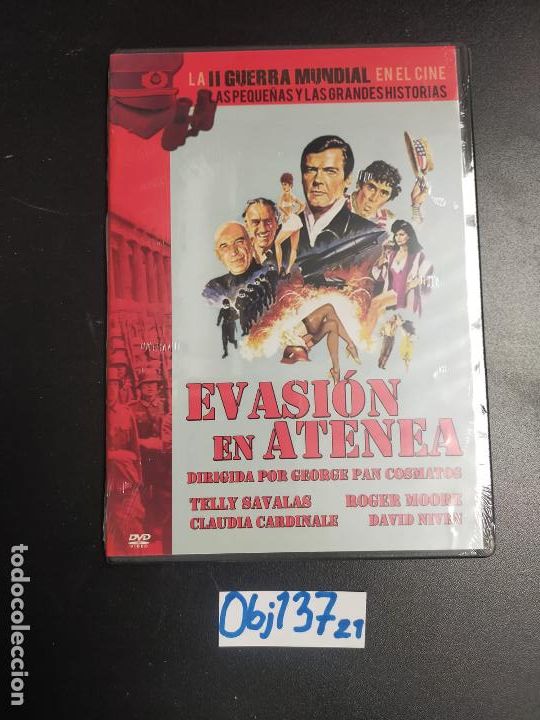 LA II GUERRA MUNDIAL EN EL CINE
LAS PEQUEÑAS Y LAS GRANDES HISTORIAS
EVASIÓN
EN ATENEA
DIRIGIDA POR GEORGE PAN COSMATOS
TELLY SAVALAS ROGER MOORE
CLAUDIA CARDINALE DAVID NIVEN
DVD
VIDEO
Obj137 21
todocoleccion